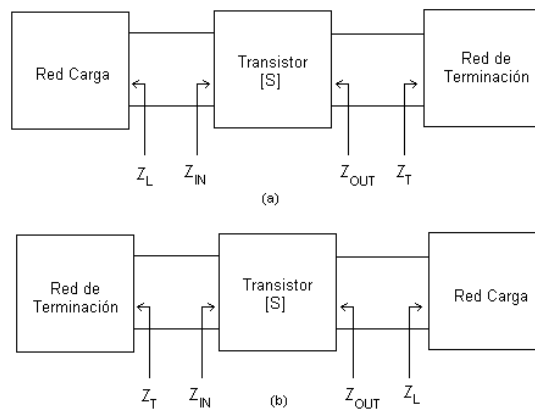 Red Carga
Transistor
[S]
Red de
Terminación
Z_L
Z_IN
Z_OUT
Z_T
(a)
Red de
Terminación
Transistor
[S]
Red Carga
Z_T
Z_IN
(b)
Z_OUT
Z_L